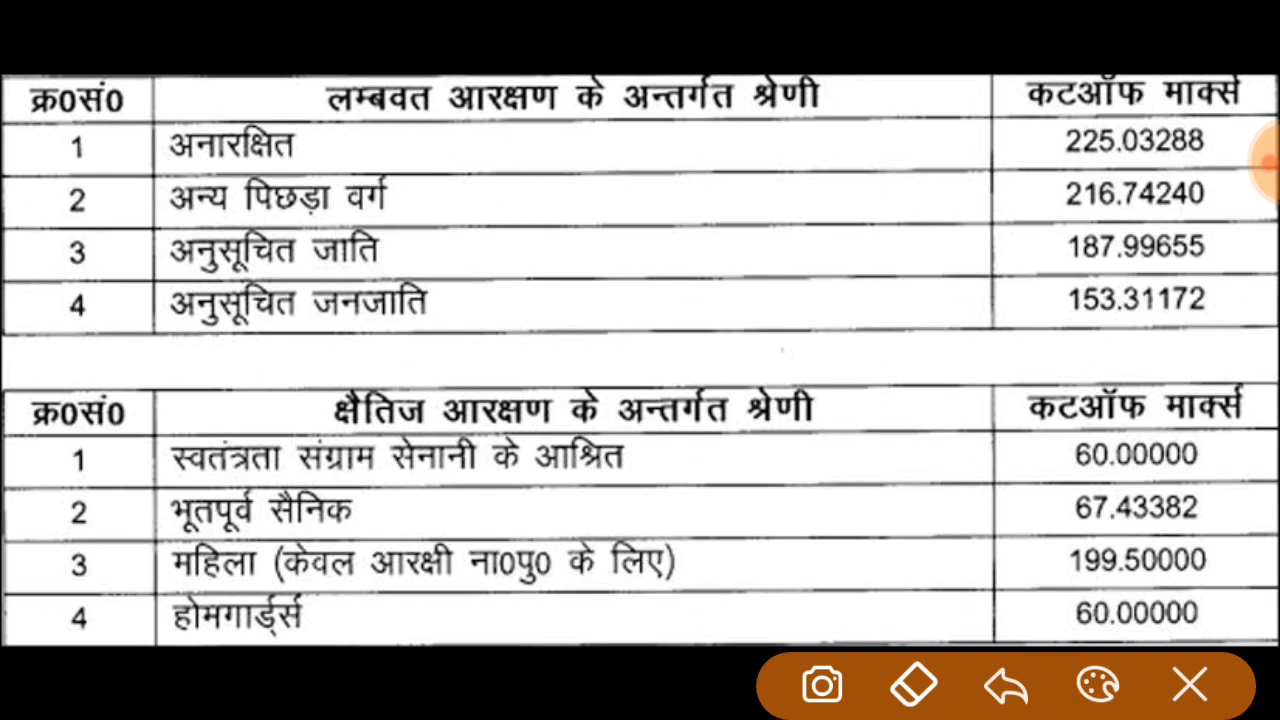 क्र0सं0 लम्बवत आरक्षण के अन्तर्गत श्रेणी कटऑफ मार्क्स
1 अनारक्षित 225.03288
2 अन्य पिछड़ा वर्ग 216.74240
3 अनुसूचित जाति 187.99655
4 अनुसूचित जनजाति 153.31172
क्र0सं0 क्षैतिज आरक्षण के अन्तर्गत श्रेणी कटऑफ मार्क्स
1 स्वतंत्रता संग्राम सेनानी के आश्रित 60.00000
2 भूतपूर्व सैनिक 67.43382
3 महिला (केवल आरक्षी ना0पु0 के लिए) 199.50000
4 होमगार्ड्स 60.00000